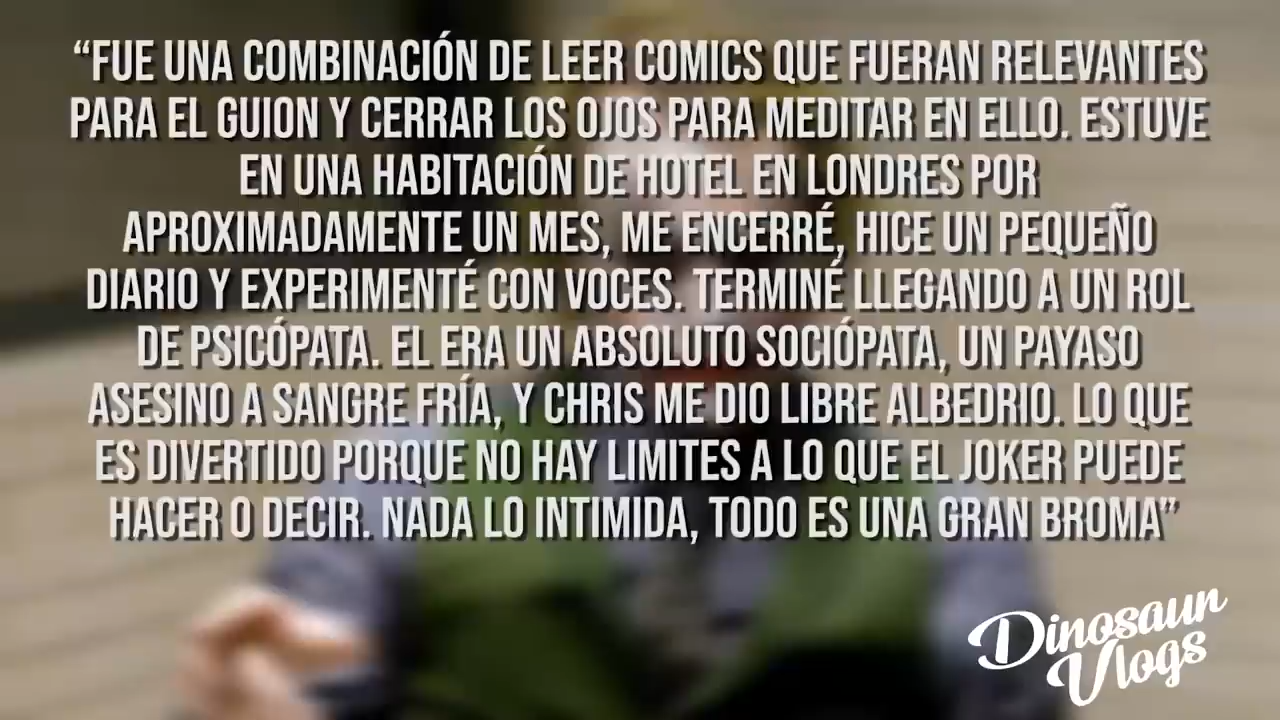 “FUE UNA COMBINACIÓN DE LEER COMICS QUE FUERAN RELEVANTES
PARA EL GUION Y CERRAR LOS OJOS PARA MEDITAR EN ELLO. ESTUVE
EN UNA HABITACIÓN DE HOTEL EN LONDRES POR
APROXIMADAMENTE UN MES, ME ENCERRÉ, HICE UN PEQUEÑO
DIARIO Y EXPERIMENTÉ CON VOCES. TERMINÉ LLEGANDO A UN ROL
DE PSICÓPATA. EL ERA UN ABSOLUTO SOCIÓPATA, UN PAYASO
ASESINO A SANGRE FRÍA, Y CHRIS ME DIO LIBRE ALBEDRIO. LO QUE
ES DIVERTIDO PORQUE NO HAY LIMITES A LO QUE EL JOKER PUEDE
HACER O DECIR. NADA LO INTIMIDA, TODO ES UNA GRAN BROMA”
Dinosaun
Vlogs